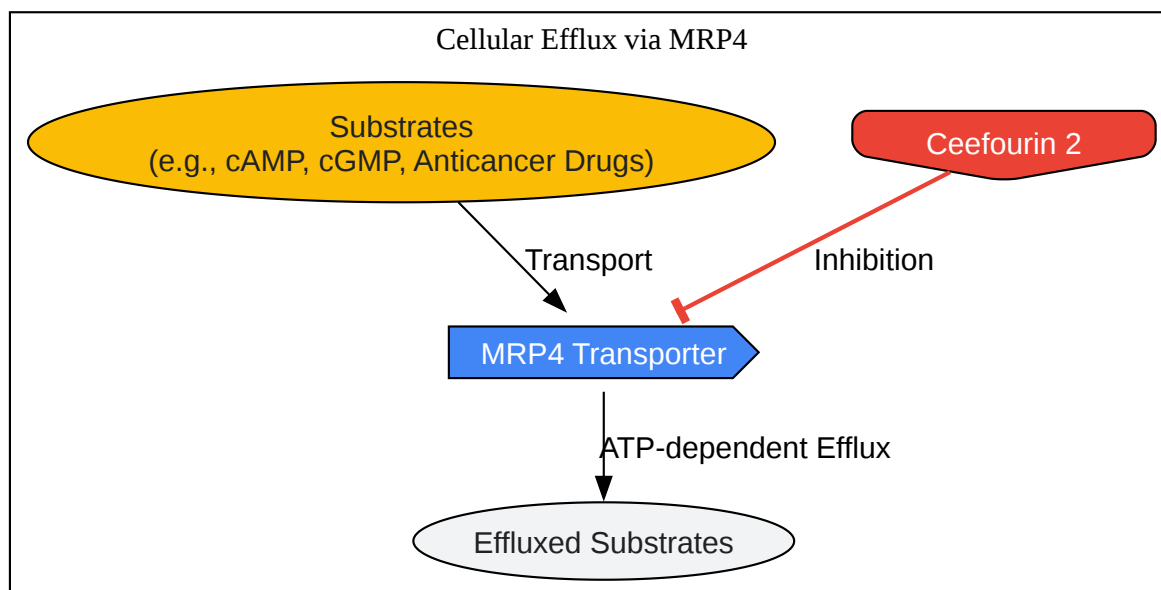 Cellular Efflux via MRP4
Substrates
(e.g., cAMP, cGMP, Anticancer Drugs)
Ceefourin 2
Transport
Inhibition
MRP4 Transporter
ATP-dependent Efflux
Effluxed Substrates